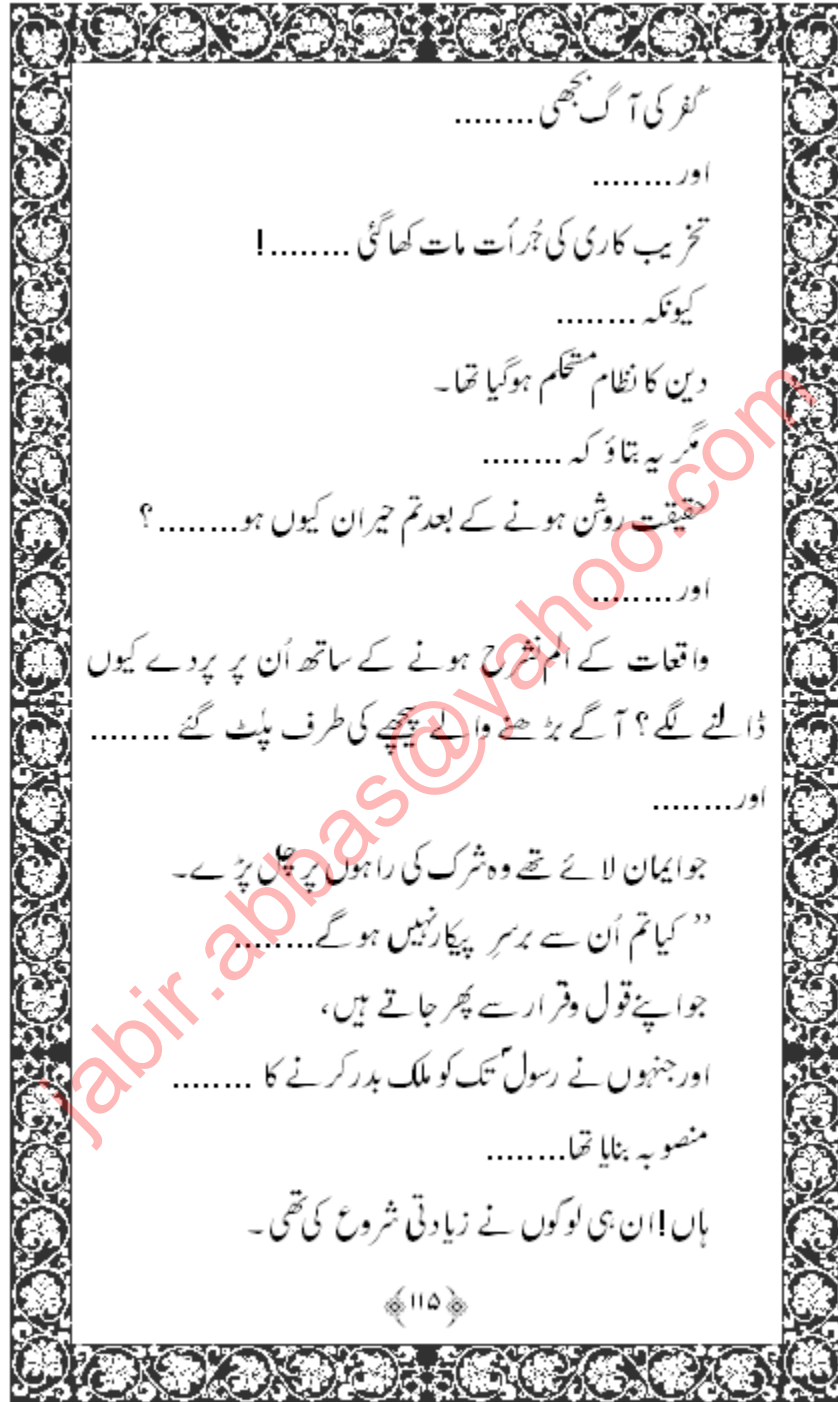 کُفر کی آگ بجھی ........
اور ........
تخریب کاری کی جُرأت مات کھا گئی ........ !
کیونکہ ........
دین کا نظام مستحکم ہوگیا تھا۔
مگر یہ بتاؤ کہ ........
حقیقت روشن ہونے کے بعد تم حیران کیوں ہو ........ ؟
اور ........
واقعات کے الم نشرح ہونے کے ساتھ اُن پر پردے کیوں
ڈالنے لگے؟ آگے بڑھنے والے پیچھے کی طرف پلٹ گئے ........
اور ........
جو ایمان لائے تھے وہ شرک کی راہوں پر چل پڑے۔
’’ کیا تم اُن سے برسرِ پیکار نہیں ہوگے ........
جو اپنے قول و قرار سے پھر جاتے ہیں،
اور جنہوں نے رسولؐ تک کو ملک بدر کرنے کا ........
منصوبہ بنایا تھا ........
ہاں! ان ہی لوگوں نے زیادتی شروع کی تھی۔
﴿۱۱۵﴾
jabir.abbas@yahoo.com